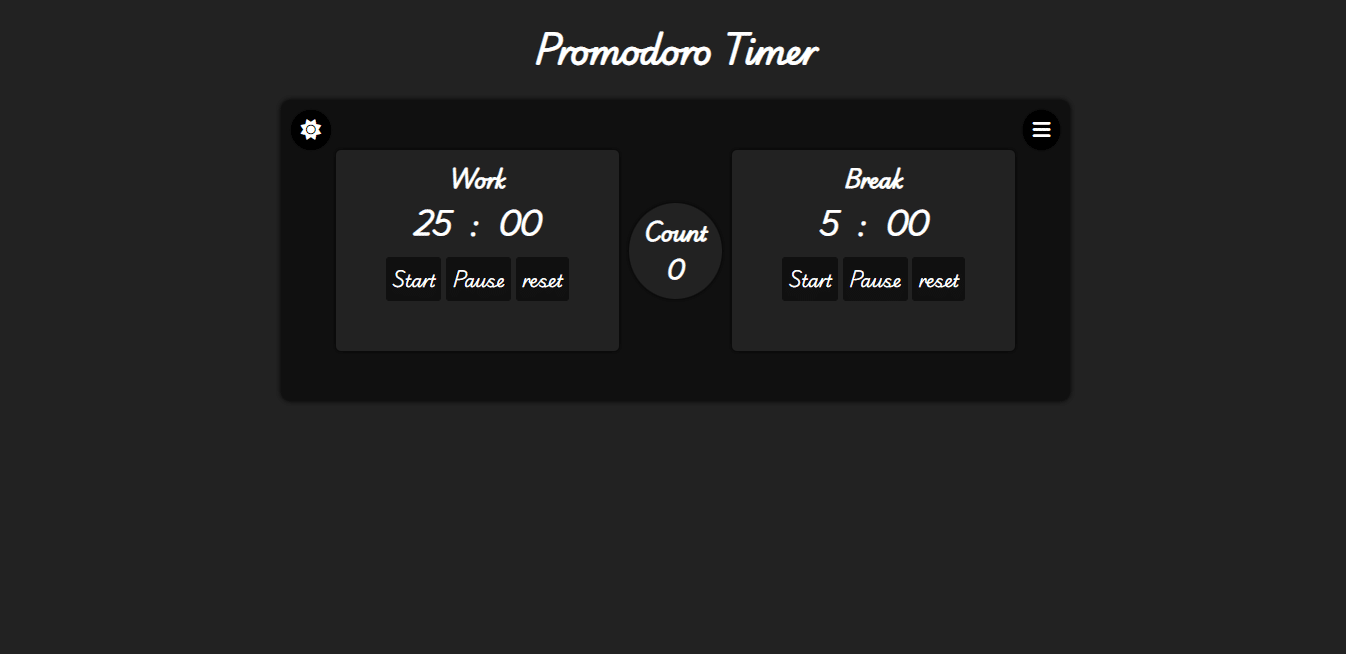 Promodoro Timer
Work
25 : 00
Start Pause reset
Count
0
Break
5 : 00
Start Pause reset